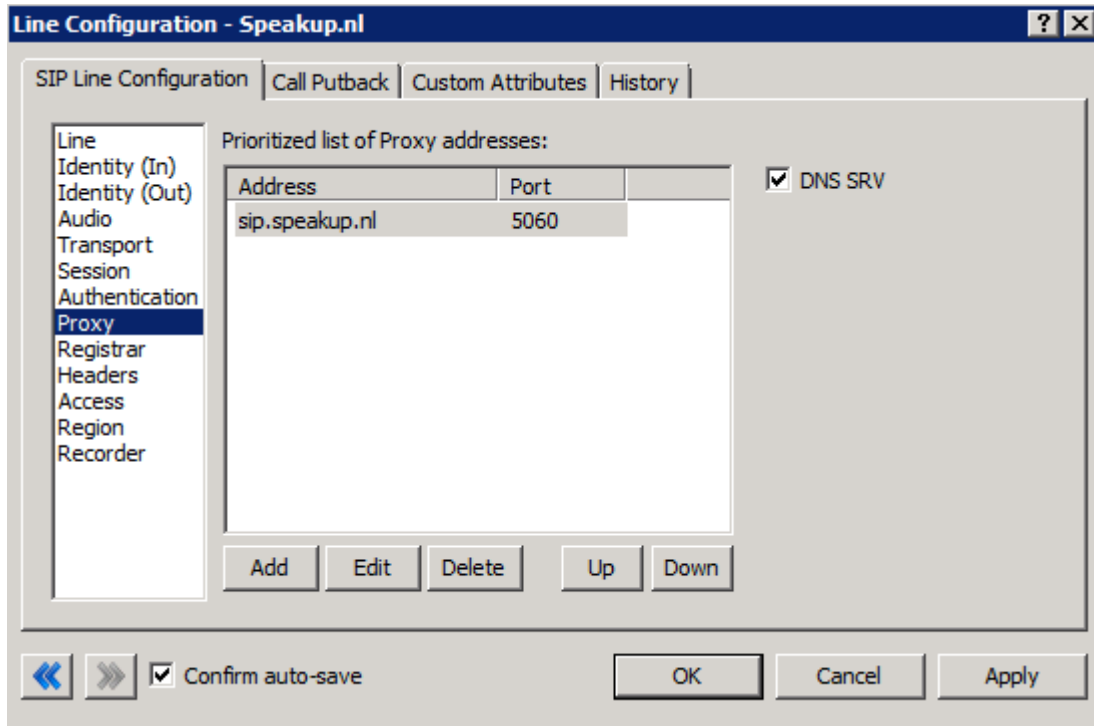 Line Configuration - Speakup.nl
SIP Line Configuration Call Putback Custom Attributes History
Line
Identity (In)
Identity (Out)
Audio
Transport
Session
Authentication
Proxy
Registrar
Headers
Access
Region
Recorder
Prioritized list of Proxy addresses:
Address Port
sip.speakup.nl 5060
DNS SRV
Add Edit Delete Up Down
Confirm auto-save
OK Cancel Apply